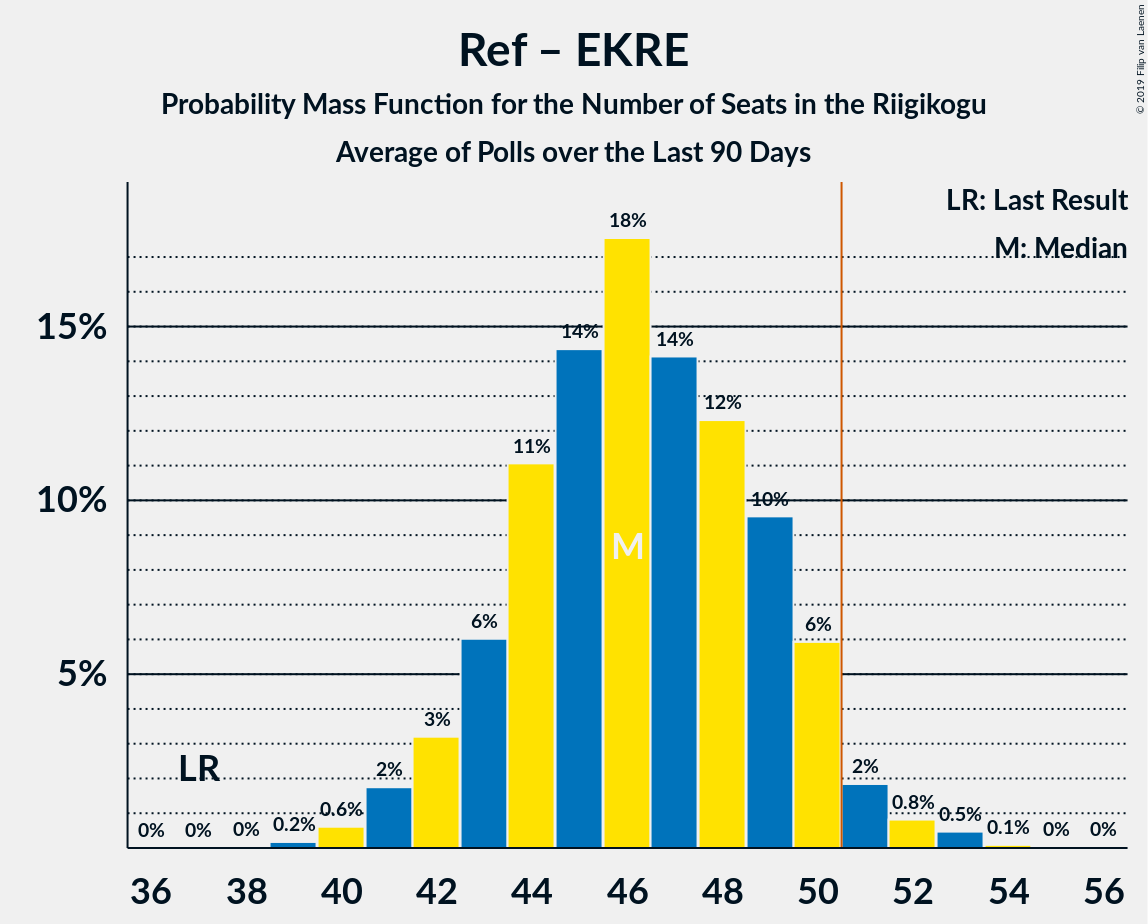 Ref – EKRE
Probability Mass Function for the Number of Seats in the Riigikogu
Average of Polls over the Last 90 Days
© 2019 Filip van Laenen
LR: Last Result
M: Median
15%
10%
5%
0%
0%
0%
0.2%
0.6%
2%
3%
6%
11%
14%
18%
14%
12%
10%
6%
2%
0.8%
0.5%
0.1%
0%
0%
LR
M
36 38 40 42 44 46 48 50 52 54 56